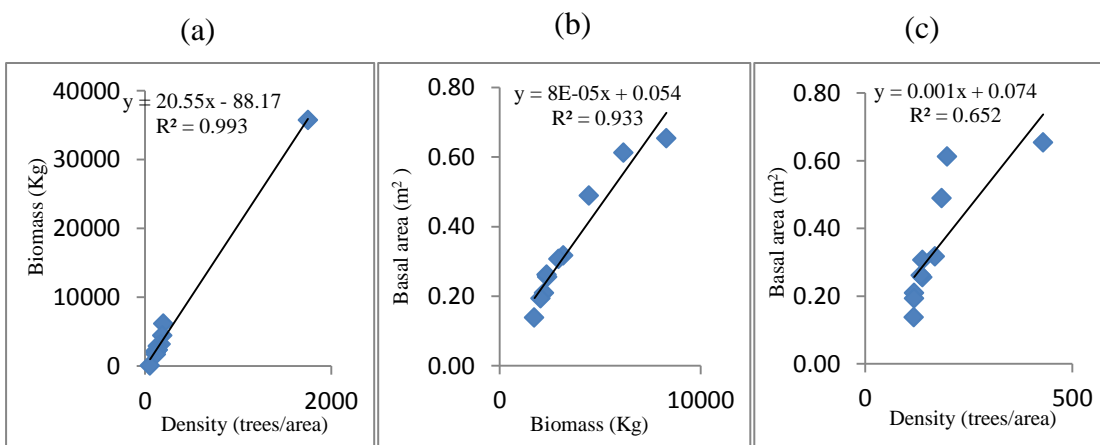 (a)
y = 20.55x - 88.17
R² = 0.993
40000
30000
20000
10000
0
Biomass (Kg)
0
2000
Density (trees/area)
(b)
y = 8E-05x + 0.054
R² = 0.933
0.80
0.60
0.40
0.20
0.00
Basal area (m²)
0
10000
Biomass (Kg)
(c)
y = 0.001x + 0.074
R² = 0.652
0.80
0.60
0.40
0.20
0.00
Basal area (m²)
0
500
Density (trees/area)